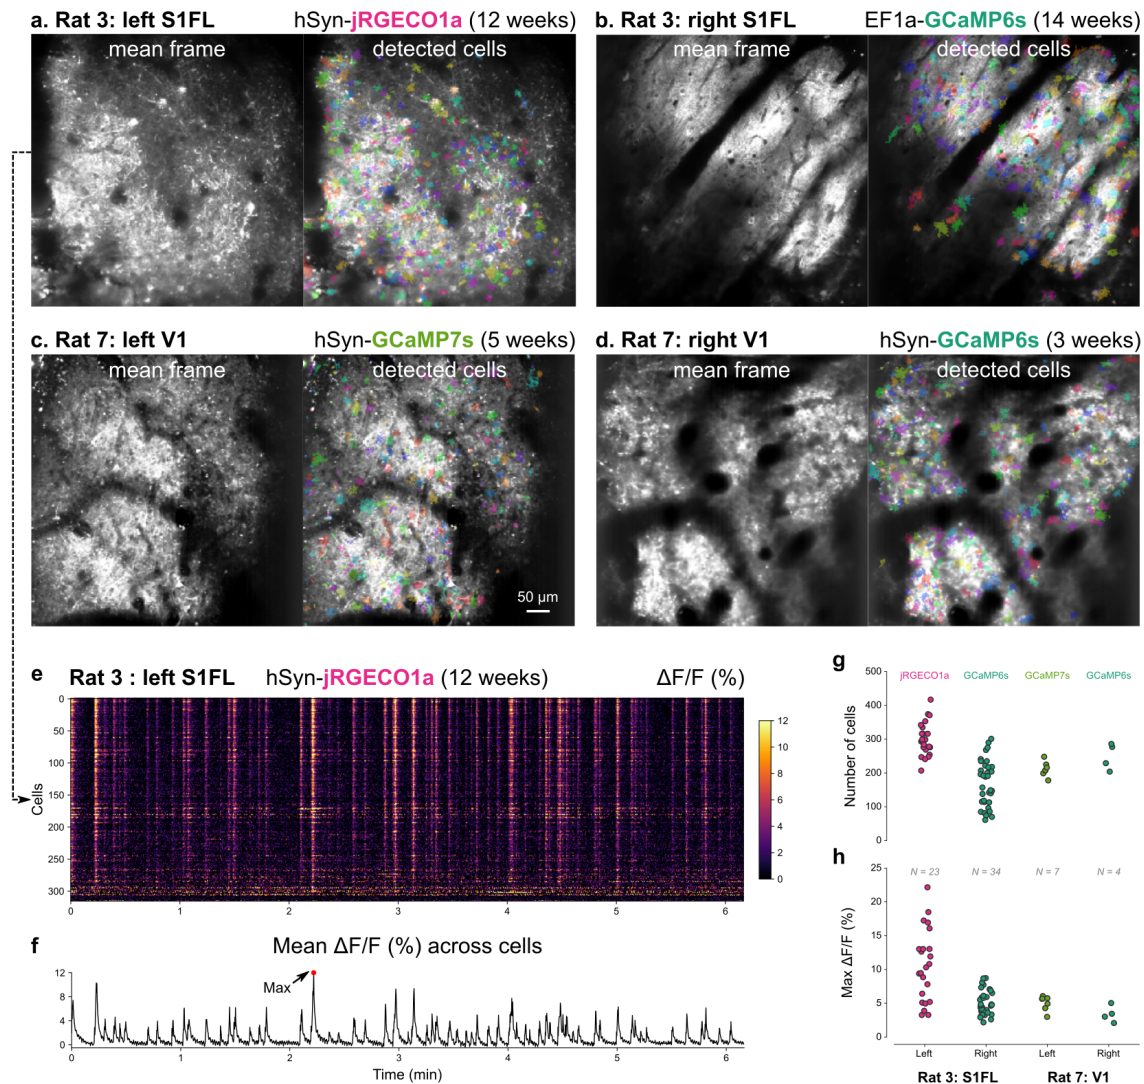 a. Rat 3: left S1FL hSyn-jRGECO1a (12 weeks)
mean frame detected cells
b. Rat 3: right S1FL EF1a-GCaMP6s (14 weeks)
mean frame detected cells
c. Rat 7: left V1 hSyn-GCaMP7s (5 weeks)
mean frame detected cells
50 µm
d. Rat 7: right V1 hSyn-GCaMP6s (3 weeks)
mean frame detected cells
e Rat 3 : left S1FL hSyn-jRGECO1a (12 weeks) ΔF/F (%)
Cells
0
50
100
150
200
250
300
0 1 2 3 4 5 6
12
10
8
6
4
2
0
f Mean ΔF/F (%) across cells
Max
12
8
4
0
0 1 2 3 4 5 6
Time (min)
g
jRGECO1a GCaMP6s GCaMP7s GCaMP6s
Number of cells
500
400
300
200
100
0
h
N = 23 N = 34 N = 7 N = 4
Max ΔF/F (%)
25
20
15
10
5
0
Left Right Left Right
Rat 3: S1FL Rat 7: V1